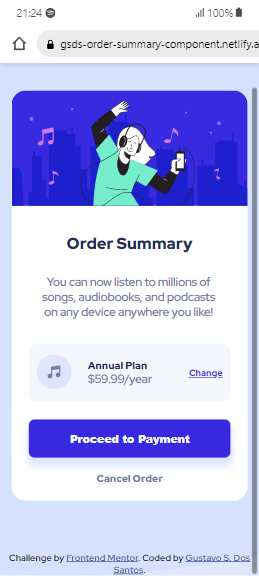 21:24
100%
gsds-order-summary-component.netlify.a
Order Summary
You can now listen to millions of
songs, audiobooks, and podcasts
on any device anywhere you like!
Annual Plan
$59.99/year
Change
Proceed to Payment
Cancel Order
Challenge by Frontend Mentor. Coded by Gustavo S. Dos
Santos.